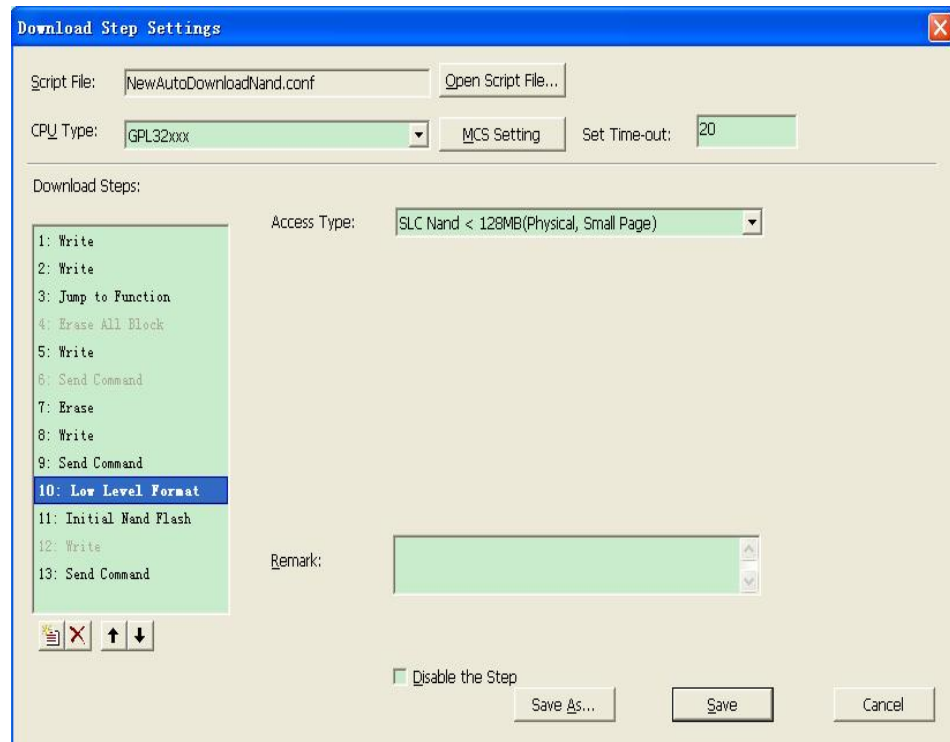 Download Step Settings
Script File: NewAutoDownloadNand.conf Open Script File...
CPU Type: GPL32xxx MCS Setting Set Time-out: 20
Download Steps:
Access Type: SLC Nand < 128MB(Physical, Small Page)
1: Write
2: Write
3: Jump to Function
4: Erase All Block
5: Write
6: Send Command
7: Erase
8: Write
9: Send Command
10: Low Level Format
11: Initial Nand Flash
12: Write
13: Send Command
Remark:
Disable the Step
Save As... Save Cancel